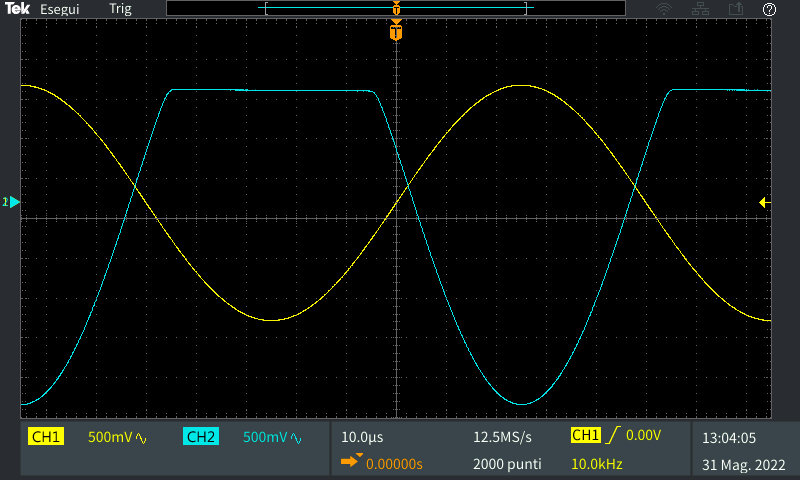 Tek Esegui Trig T ?
T
CH1 500mV CH2 500mV 10.0µs 12.5MS/s CH1 0.00V 13:04:05
0.00000s 2000 punti 10.0kHz 31 Mag. 2022